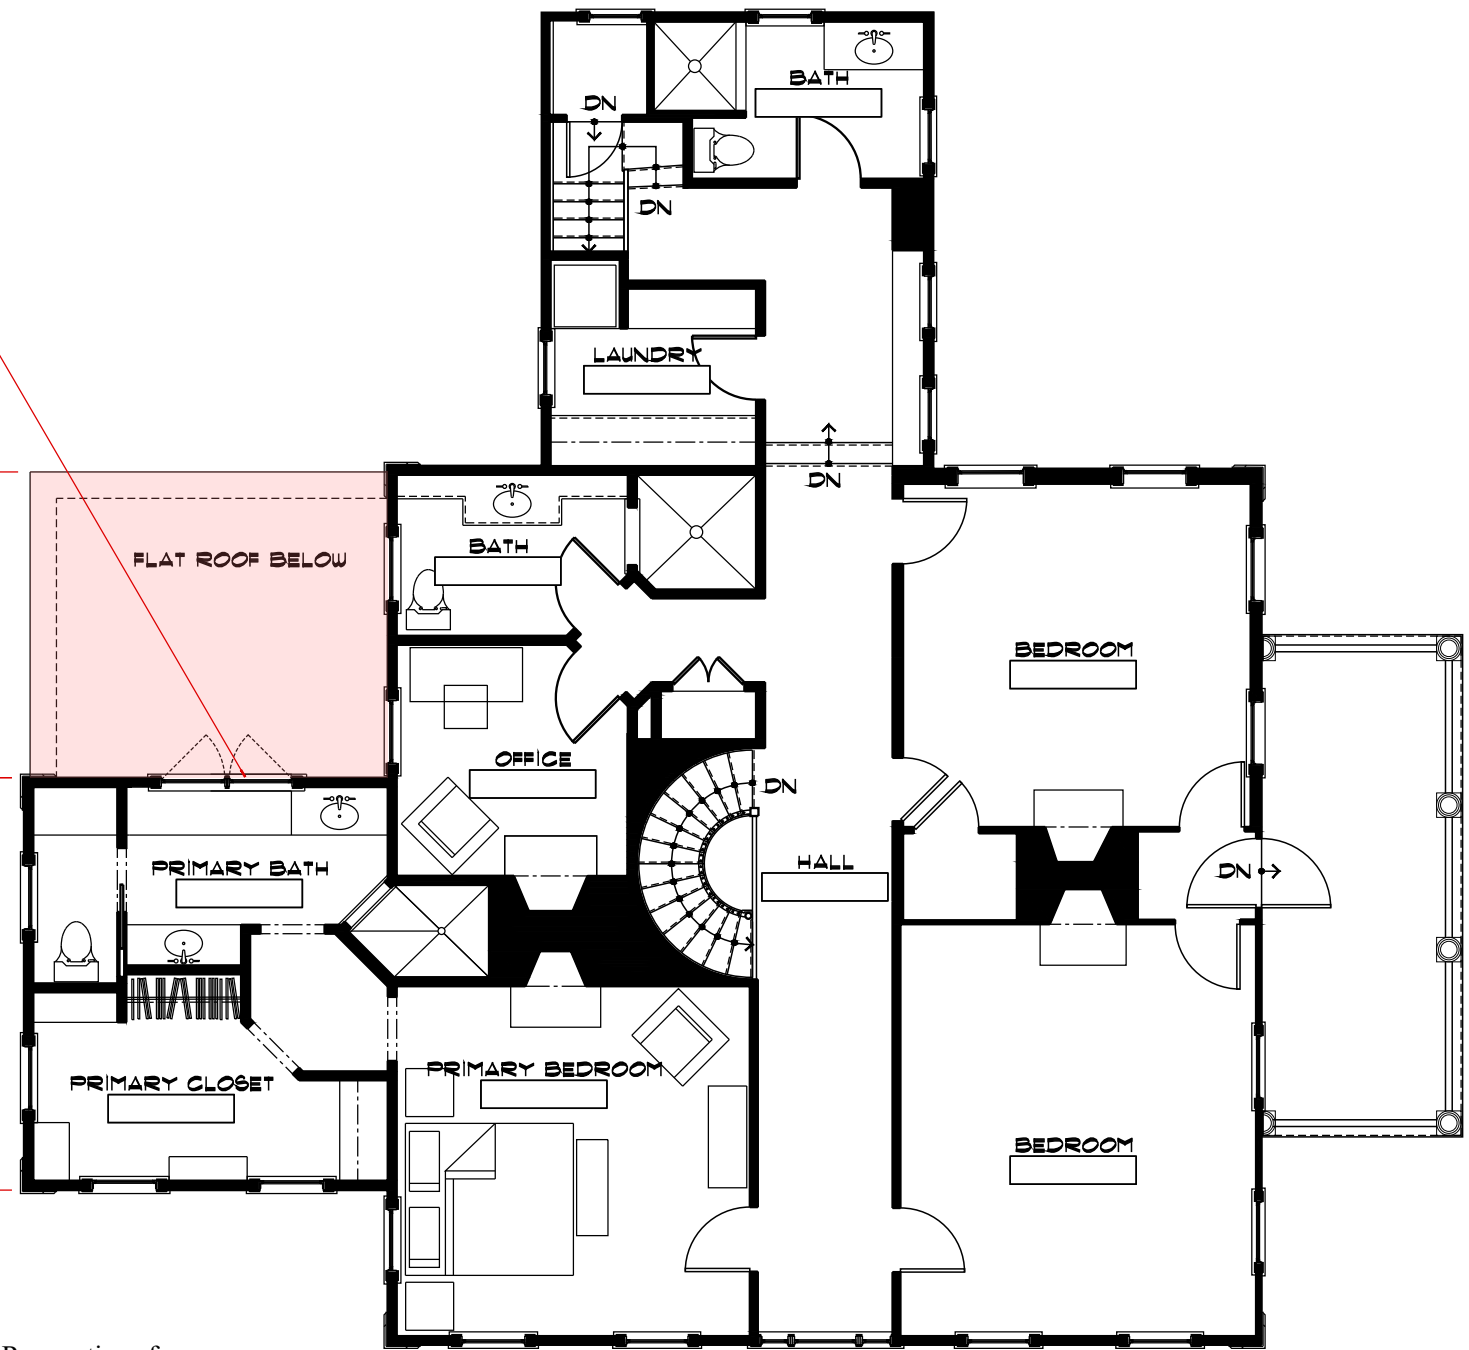 BATH
DN
DN
LAUNDRY
DN
FLAT ROOF BELOW
BATH
BEDROOM
OFFICE
DN
HALL
PRIMARY BATH
DN
PRIMARY BEDROOM
PRIMARY CLOSET
BEDROOM